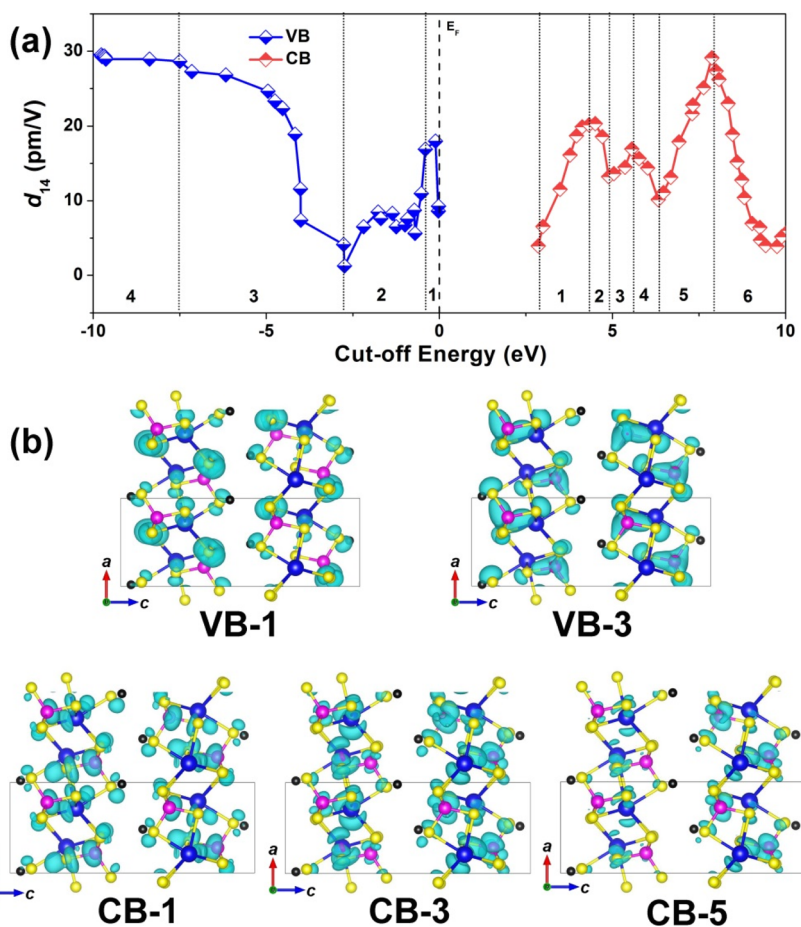 (a)
E_F
VB
CB
30
20
10
0
d14 (pm/V)
4 3 2 1 1 2 3 4 5 6
-10 -5 0 5 10
Cut-off Energy (eV)
(b)
a
c
VB-1
a
c
VB-3
c
CB-1
a
c
CB-3
a
c
CB-5